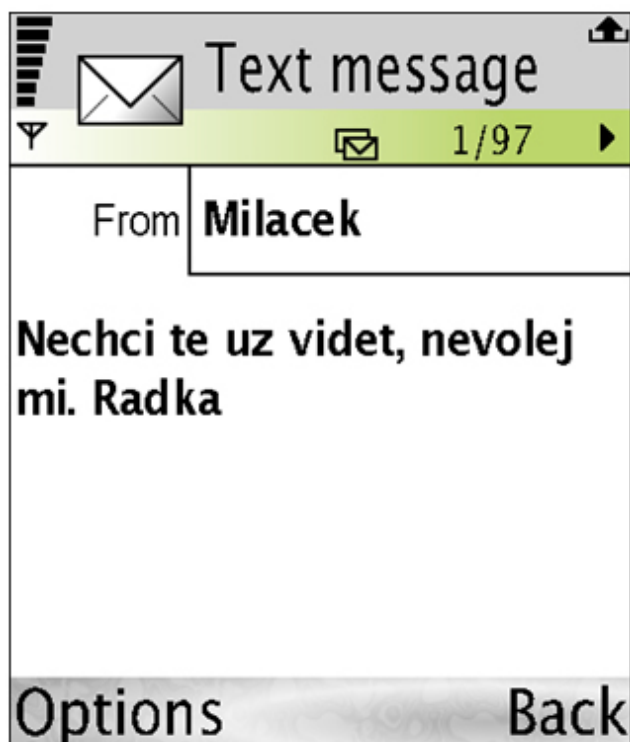 Text message
1/97
From Milacek
Nechci te uz videt, nevolej
mi. Radka
Options Back